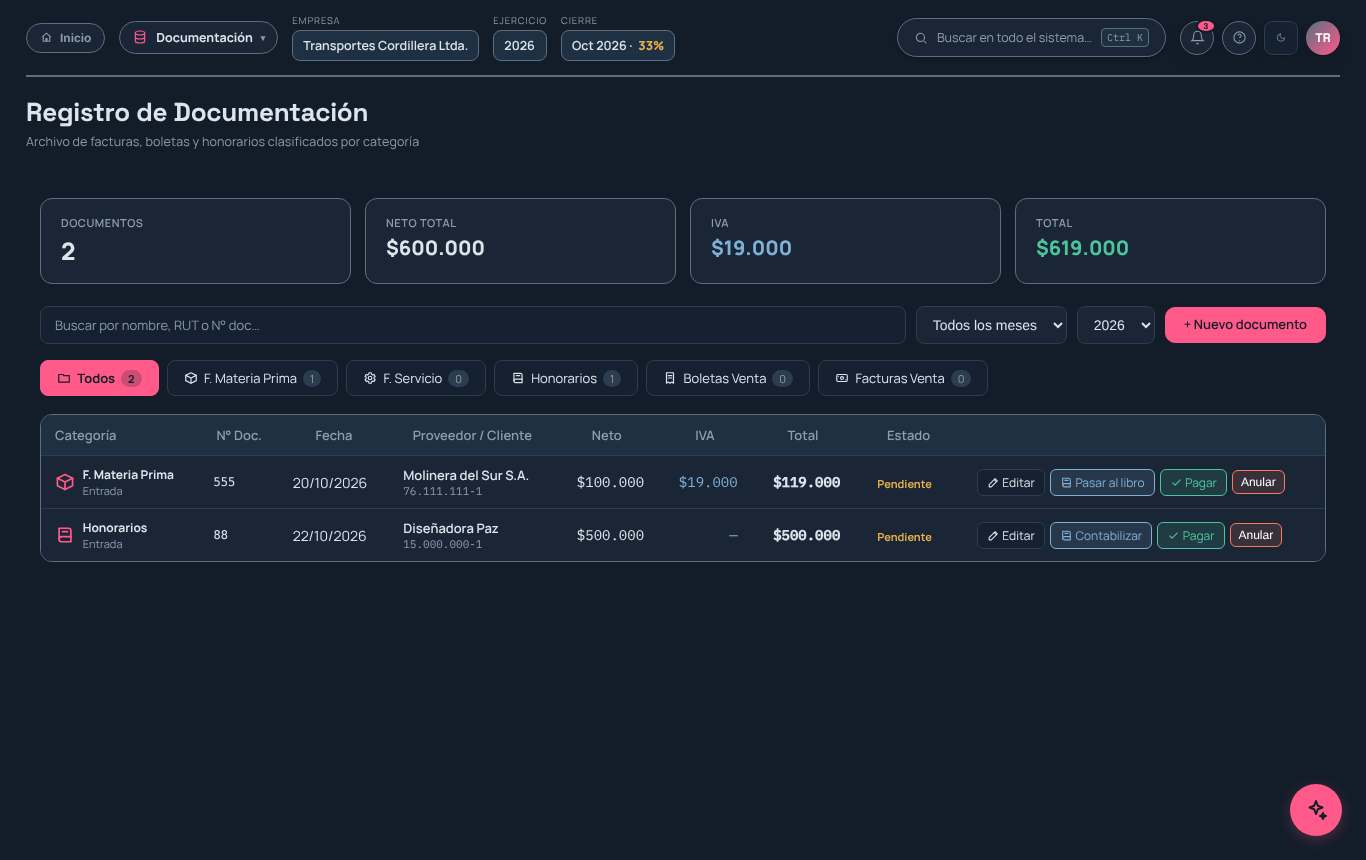 Inicio
Documentación ▾
EMPRESA
Transportes Cordillera Ltda.
EJERCICIO
2026
CIERRE
Oct 2026 · 33%
Buscar en todo el sistema… Ctrl K
3
TR
Registro de Documentación
Archivo de facturas, boletas y honorarios clasificados por categoría
DOCUMENTOS
2
NETO TOTAL
$600.000
IVA
$19.000
TOTAL
$619.000
Buscar por nombre, RUT o N° doc…
Todos los meses
2026
+ Nuevo documento
Todos 2
F. Materia Prima 1
F. Servicio 0
Honorarios 1
Boletas Venta 0
Facturas Venta 0
Categoría N° Doc. Fecha Proveedor / Cliente Neto IVA Total Estado
F. Materia Prima
Entrada
555
20/10/2026
Molinera del Sur S.A.
76.111.111-1
$100.000
$19.000
$119.000
Pendiente
Editar
Pasar al libro
Pagar
Anular
Honorarios
Entrada
88
22/10/2026
Diseñadora Paz
15.000.000-1
$500.000
—
$500.000
Pendiente
Editar
Contabilizar
Pagar
Anular